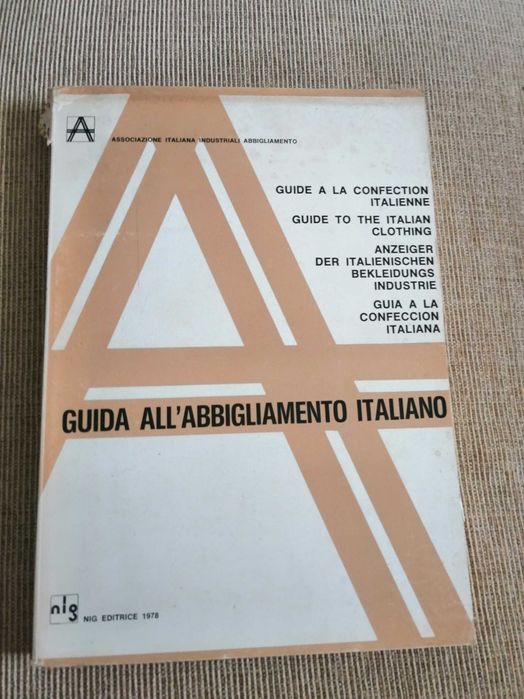 ASSOCIAZIONE ITALIANA INDUSTRIALI ABBIGLIAMENTO
GUIDE A LA CONFECTION
ITALIENNE
GUIDE TO THE ITALIAN
CLOTHING
ANZEIGER
DER ITALIENISCHEN
BEKLEIDUNGS
INDUSTRIE
GUIA A LA
CONFECCION
ITALIANA
GUIDA ALL'ABBIGLIAMENTO ITALIANO
nig
NIG EDITRICE 1978